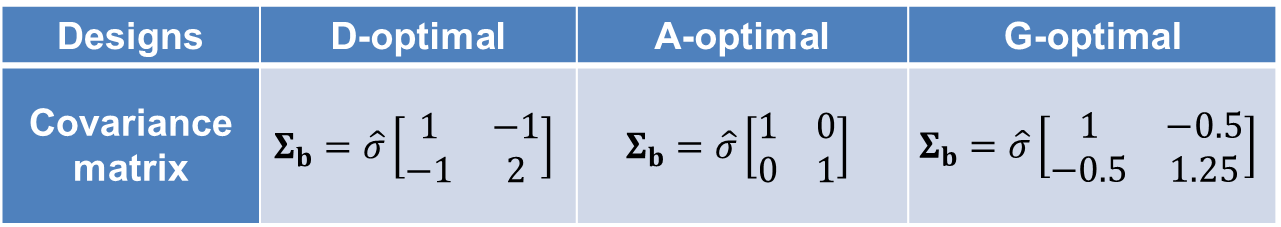 Designs D-optimal A-optimal G-optimal
Covariance matrix
𝚺𝐛 = σ̂ [1 −1; −1 2]
𝚺𝐛 = σ̂ [1 0; 0 1]
𝚺𝐛 = σ̂ [1 −0.5; −0.5 1.25]